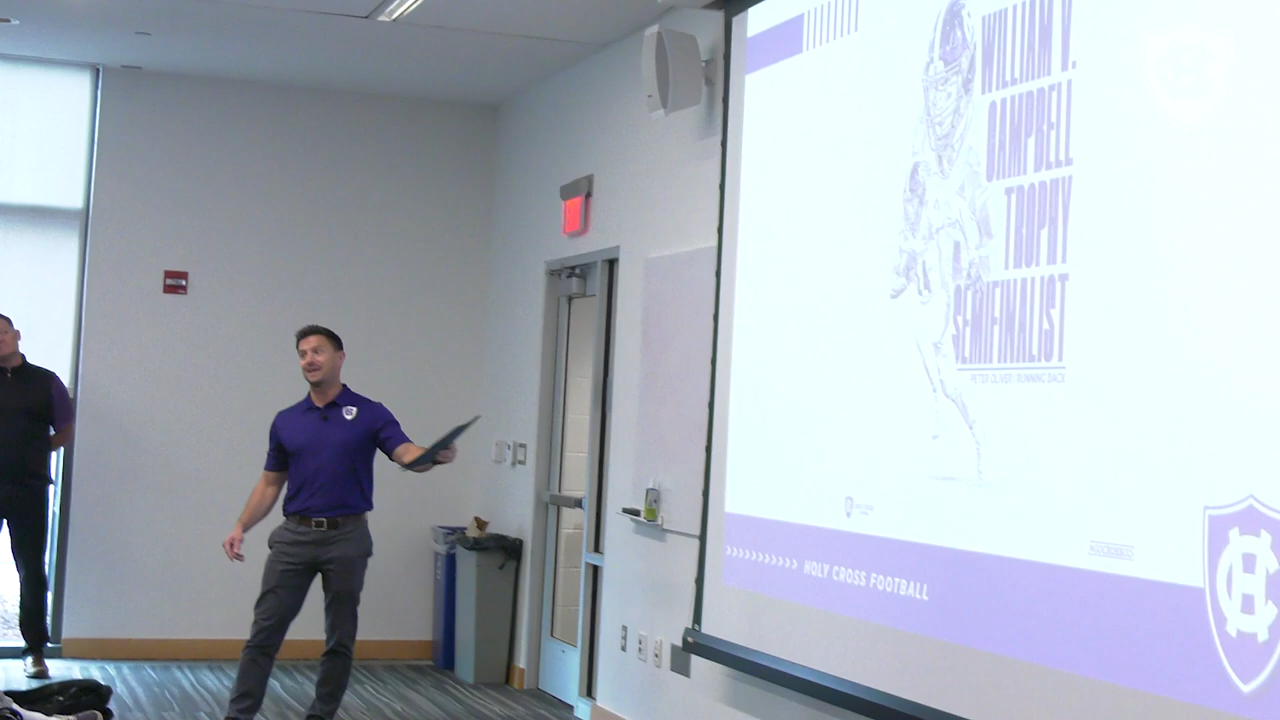 WILLIAM V.
CAMPBELL
TROPHY
SEMIFINALIST
PETER OLIVER | RUNNING BACK
HOLY CROSS FOOTBALL